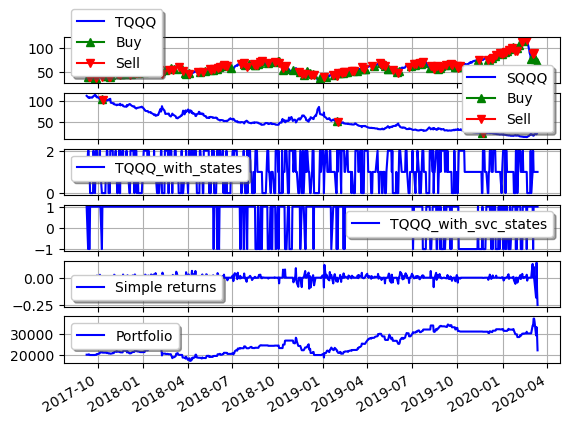 TQQQ
Buy
Sell
100
50
SQQQ
Buy
Sell
100
50
2
0
TQQQ_with_states
1
0
−1
TQQQ_with_svc_states
0.00
−0.25
Simple returns
30000
20000
Portfolio
2017-10
2018-01
2018-04
2018-07
2018-10
2019-01
2019-04
2019-07
2019-10
2020-01
2020-04